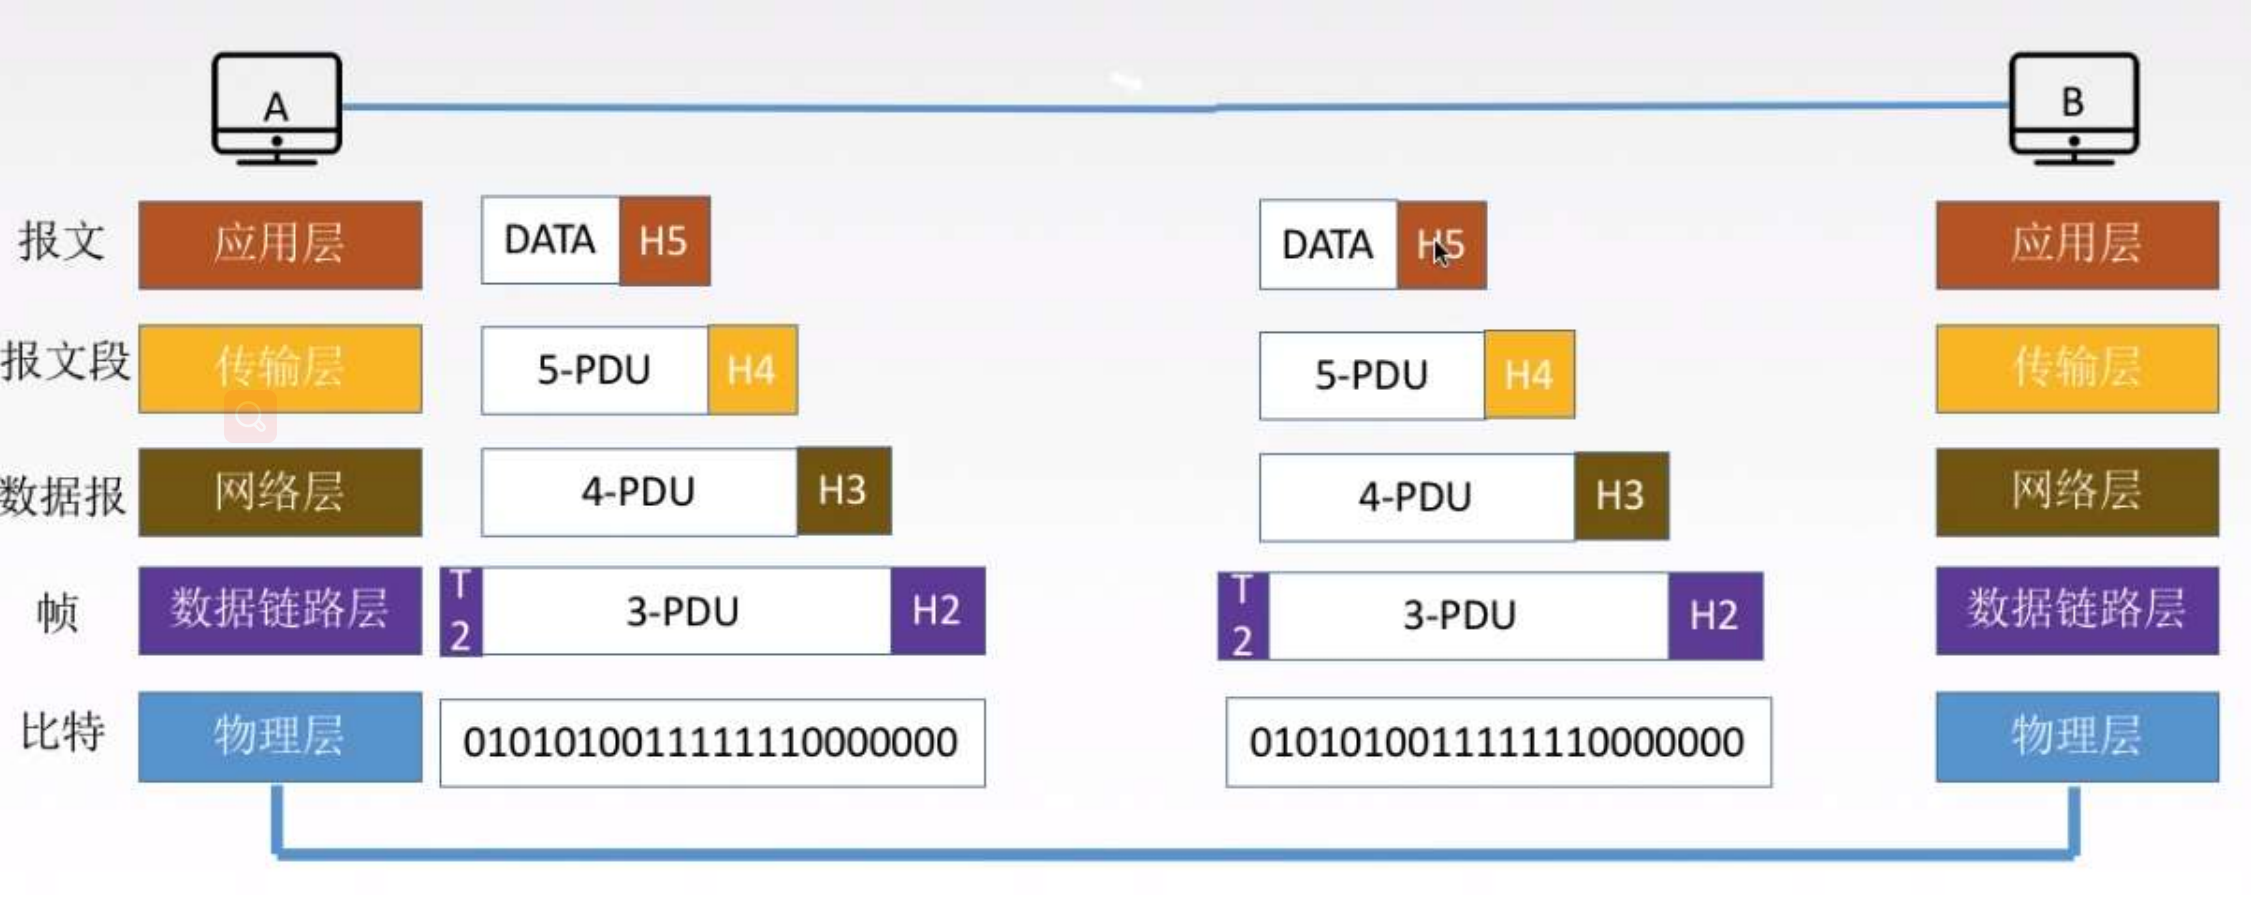 A
B
报文
应用层
DATA
H5
DATA
H5
应用层
报文段
传输层
5-PDU
H4
5-PDU
H4
传输层
数据报
网络层
4-PDU
H3
4-PDU
H3
网络层
帧
数据链路层
T
2
3-PDU
H2
T
2
3-PDU
H2
数据链路层
比特
物理层
0101010011111110000000
0101010011111110000000
物理层